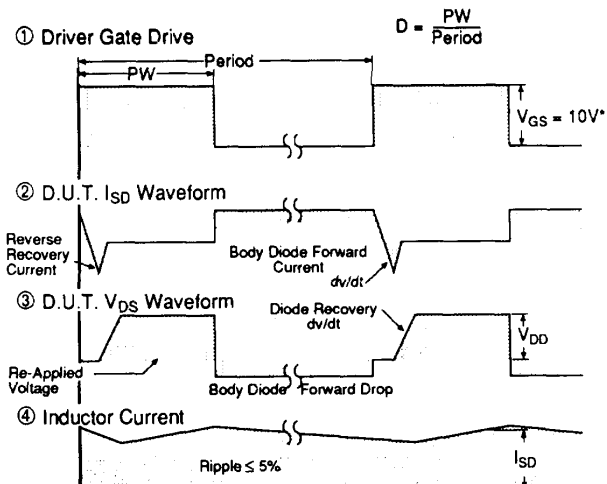 ① Driver Gate Drive
D = PW
Period
Period
PW
VGS = 10V*
② D.U.T. ISD Waveform
Reverse
Recovery
Current
Body Diode Forward
Current
dv/dt
③ D.U.T. VDS Waveform
Diode Recovery
dv/dt
VDD
Re-Applied
Voltage
Body Diode Forward Drop
④ Inductor Current
Ripple ≤ 5%
ISD